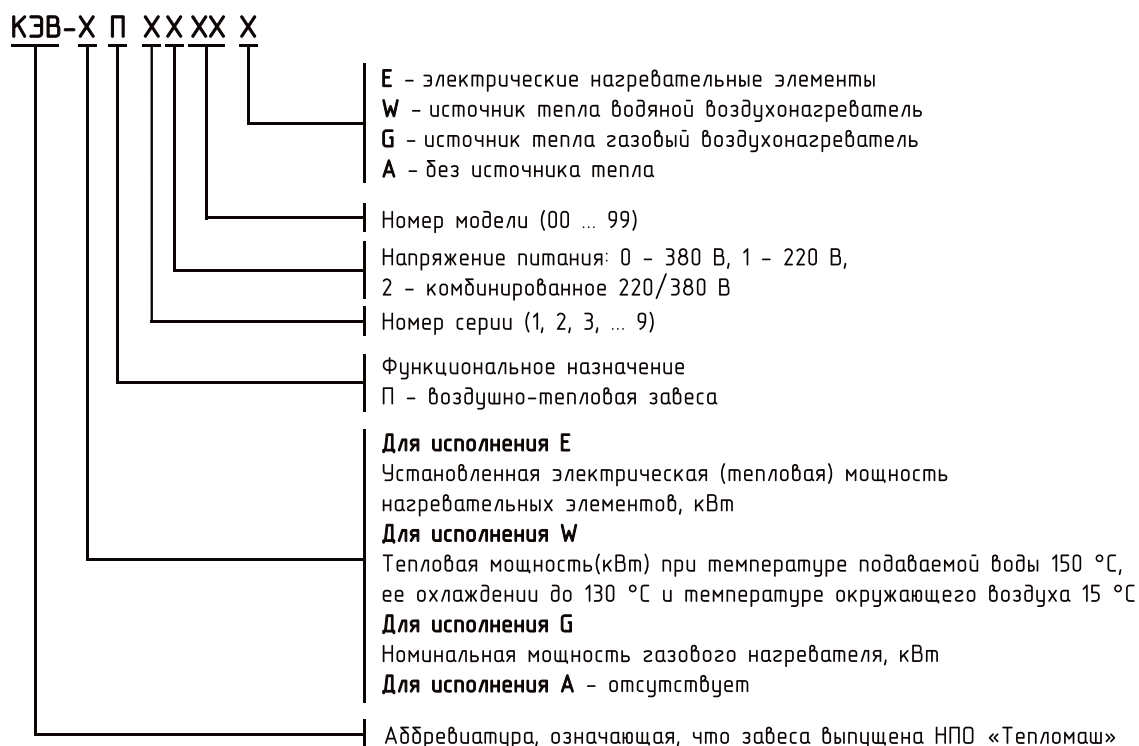 КЭВ-Х П ХХХХ Х
Е – электрические нагревательные элементы
W – источник тепла водяной воздухонагреватель
G – источник тепла газовый воздухонагреватель
А – без источника тепла
Номер модели (00 ... 99)
Напряжение питания: 0 – 380 В, 1 – 220 В,
2 – комбинированное 220/380 В
Номер серии (1, 2, 3, ... 9)
Функциональное назначение
П – воздушно-тепловая завеса
Для исполнения Е
Установленная электрическая (тепловая) мощность
нагревательных элементов, кВт
Для исполнения W
Тепловая мощность(кВт) при температуре подаваемой воды 150 °С,
ее охлаждении до 130 °С и температуре окружающего воздуха 15 °С
Для исполнения G
Номинальная мощность газового нагревателя, кВт
Для исполнения А – отсутствует
Аббревиатура, означающая, что завеса выпущена НПО «Тепломаш»